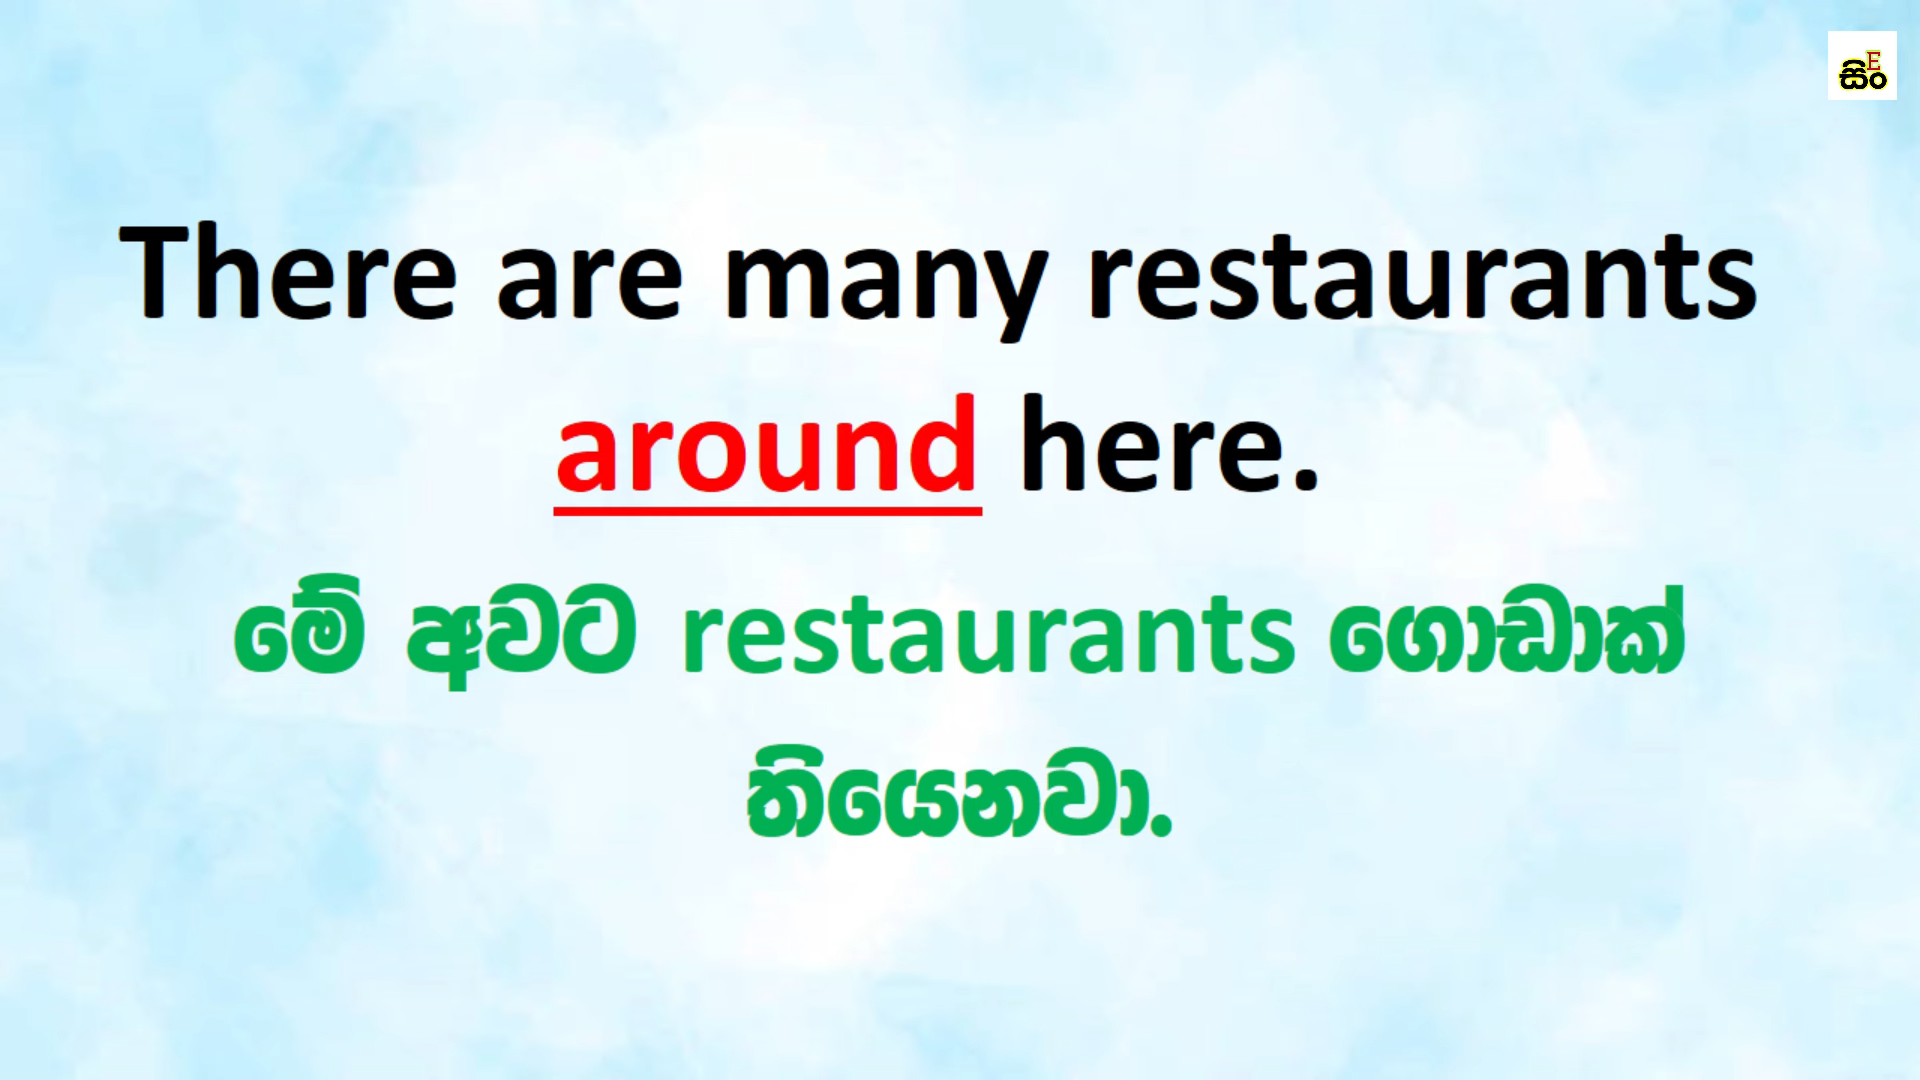 සිං
E
There are many restaurants
around here.
මේ අවට restaurants ගොඩාක්
තියෙනවා.